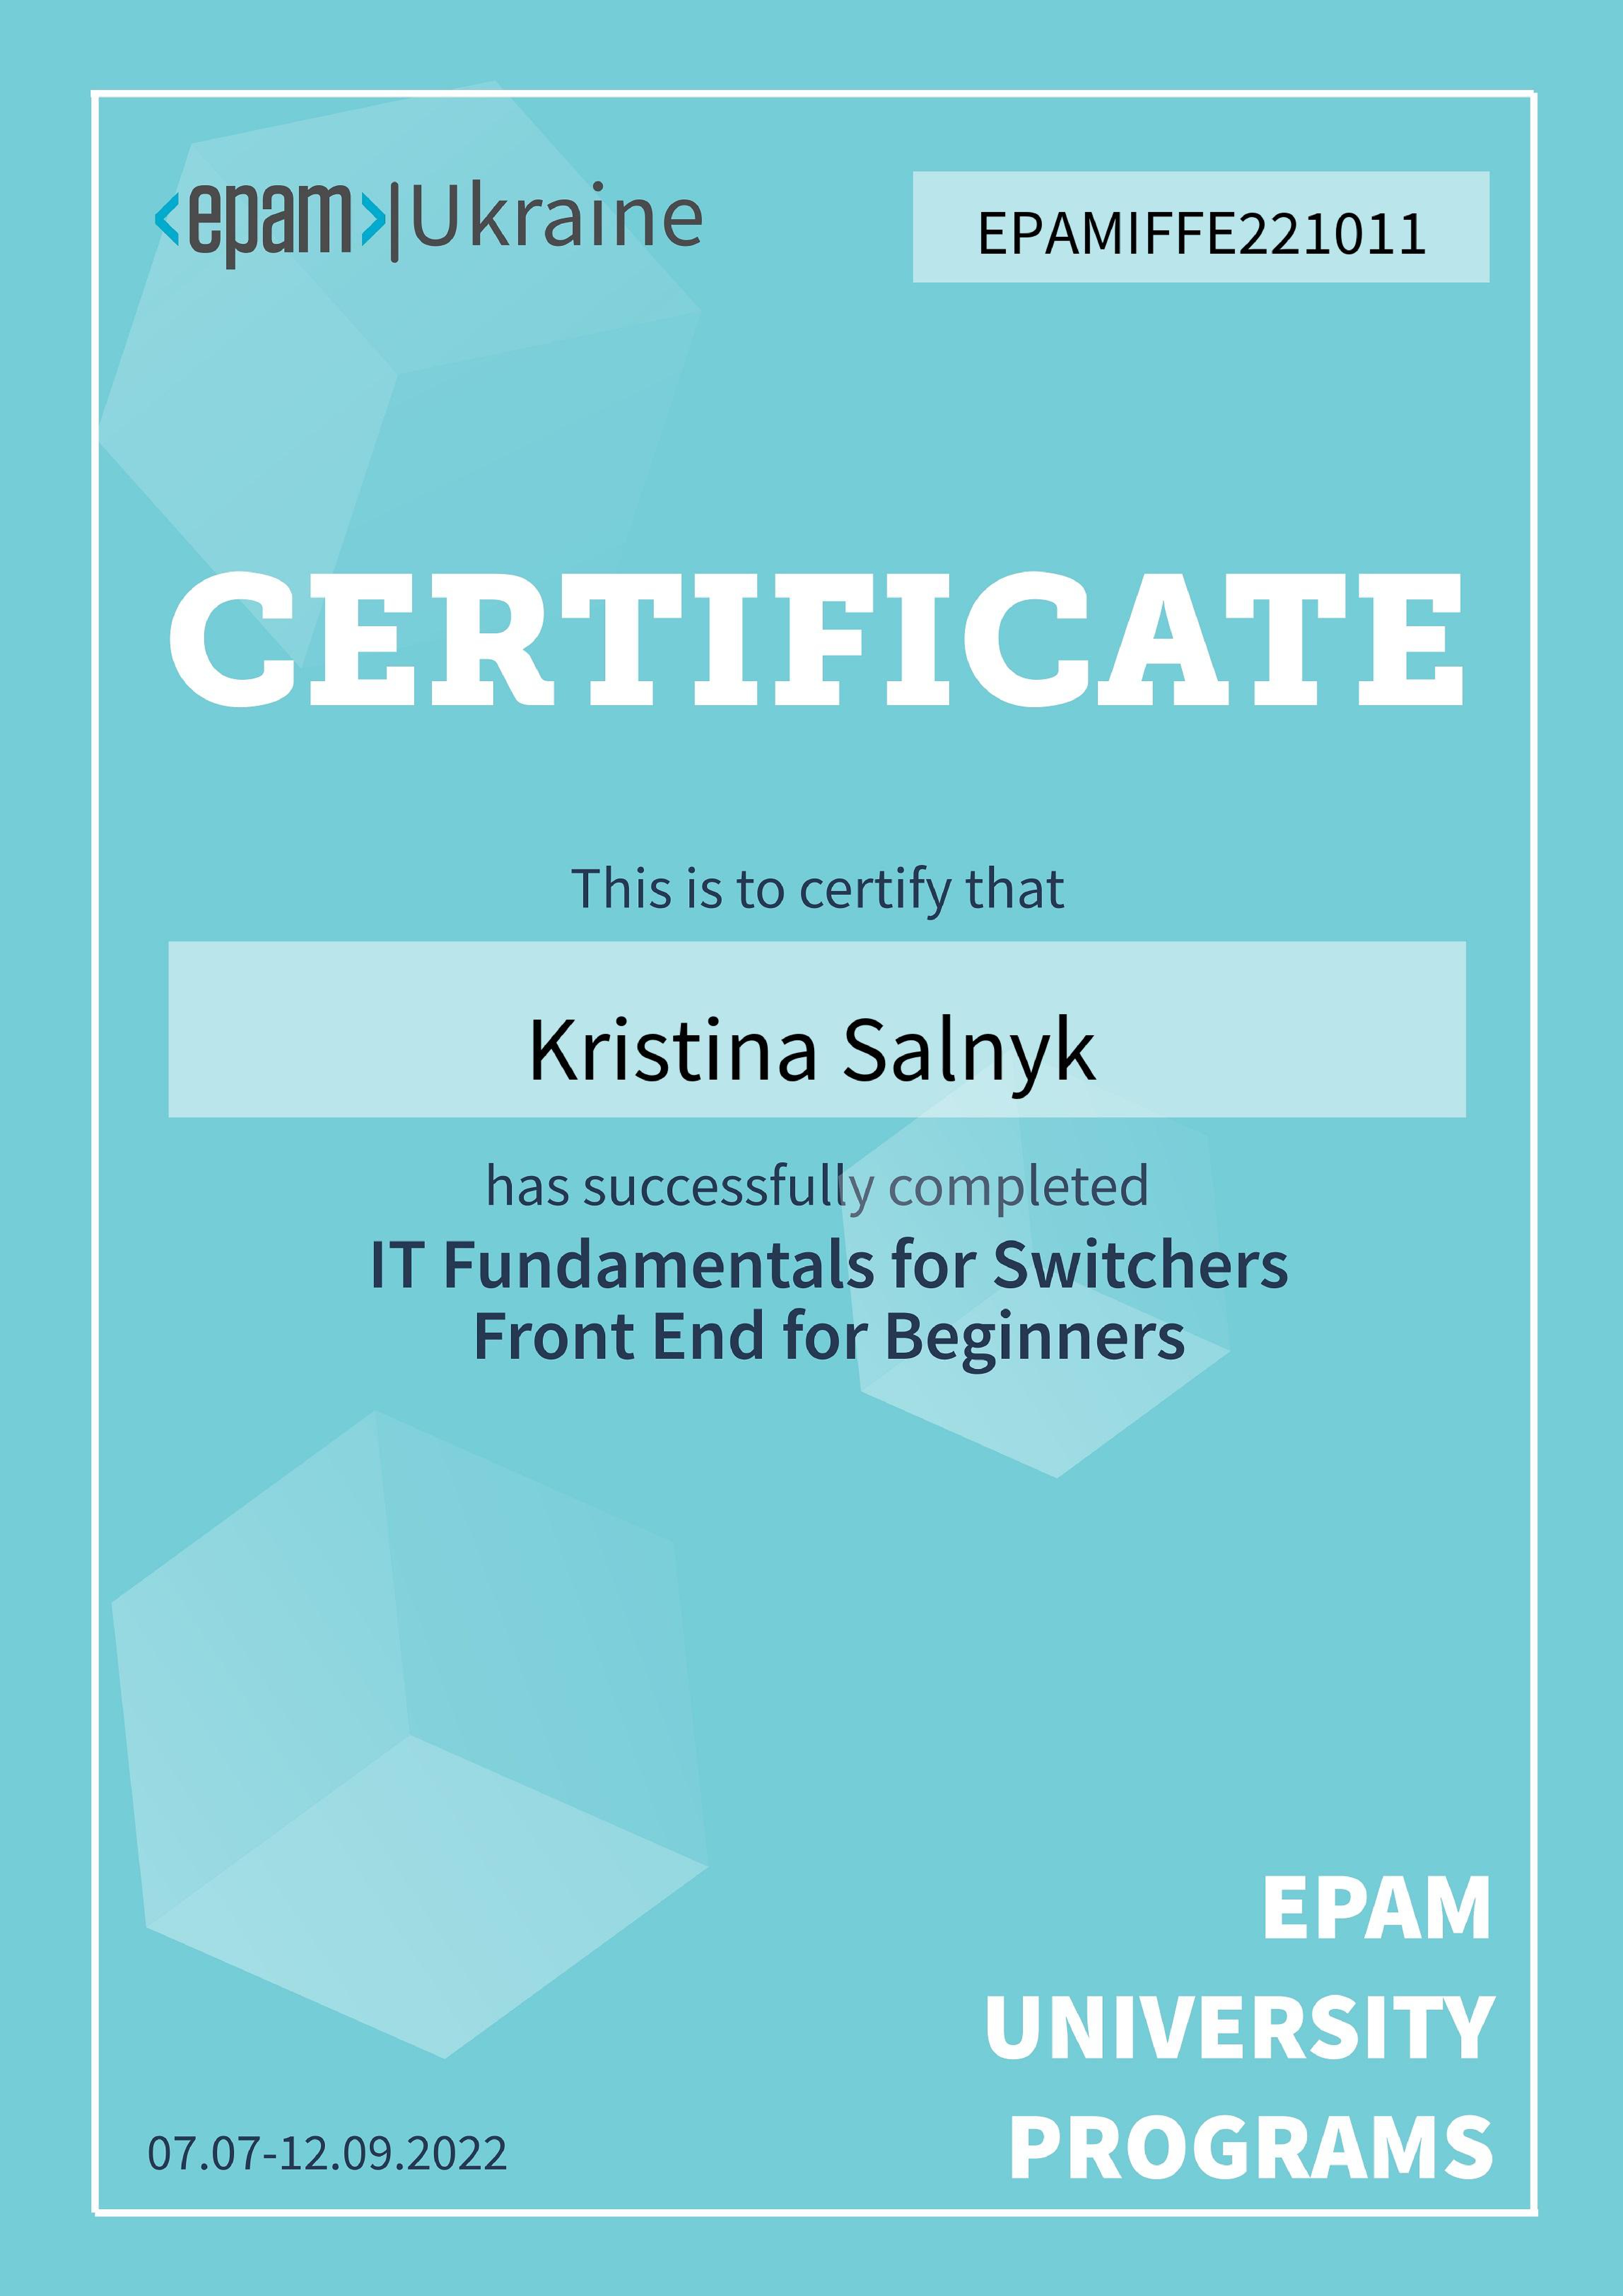 <epam>|Ukraine
EPAMIFFE221011
CERTIFICATE
This is to certify that
Kristina Salnyk
has successfully completed
IT Fundamentals for Switchers
Front End for Beginners
EPAM
UNIVERSITY
PROGRAMS
07.07-12.09.2022